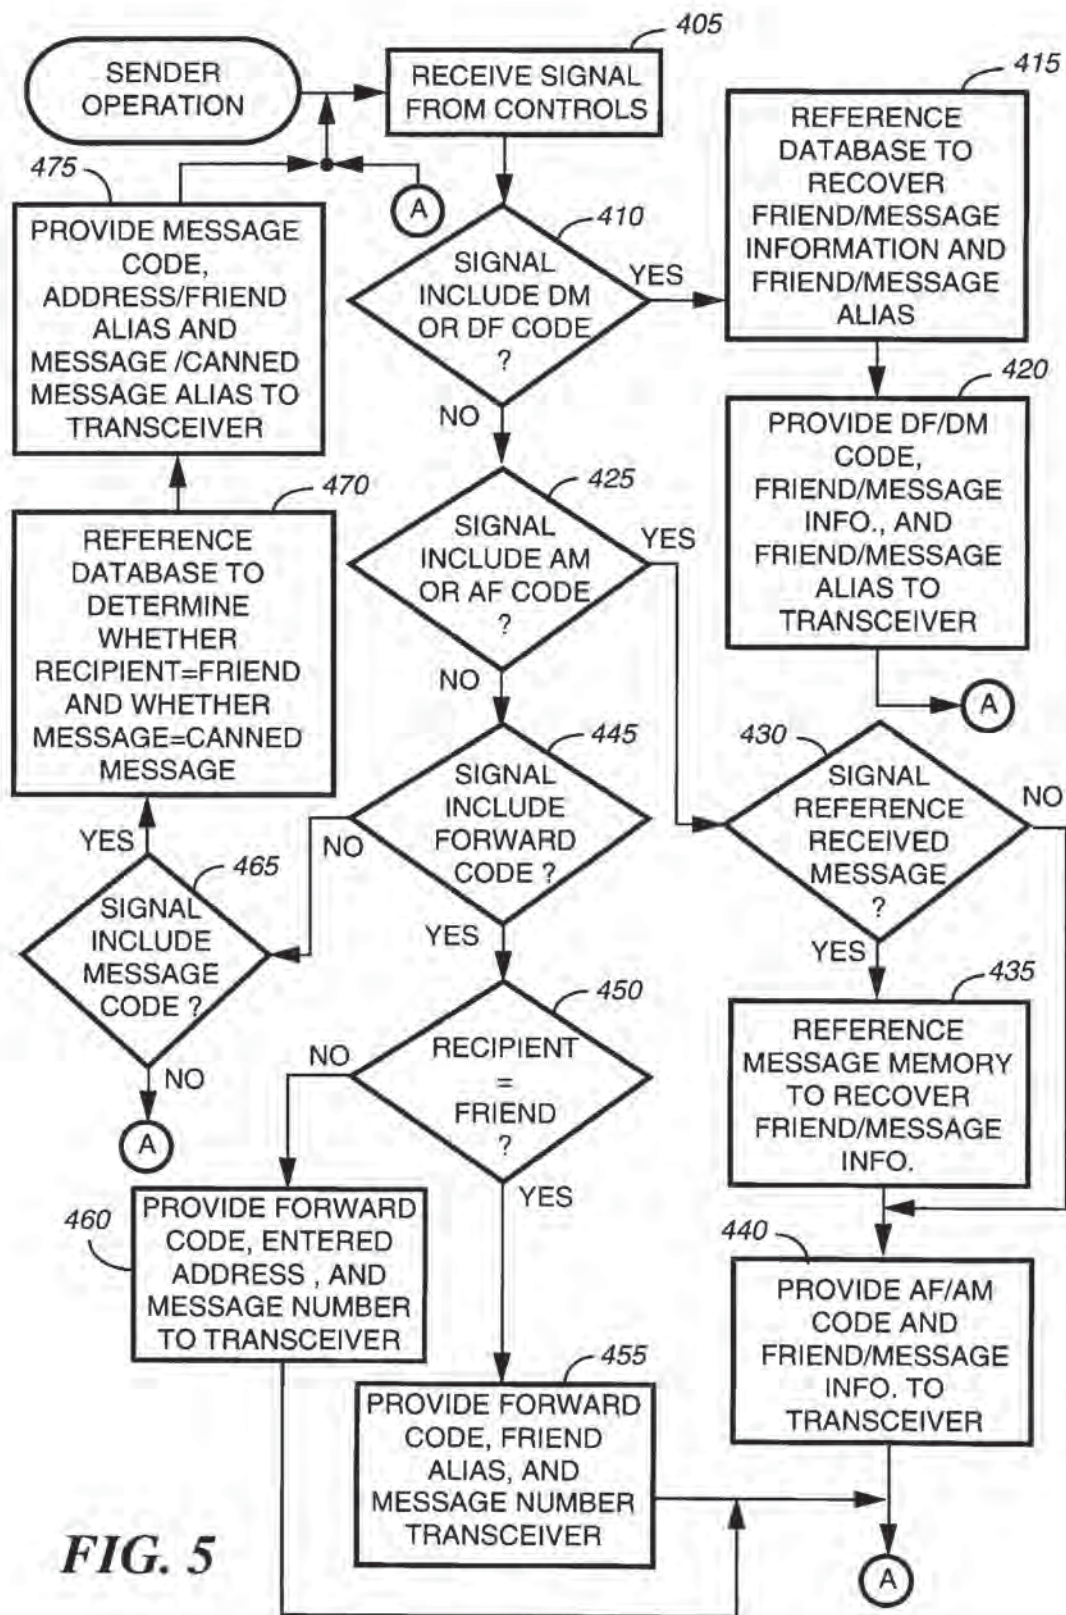 SENDER
OPERATION
405
RECEIVE SIGNAL
FROM CONTROLS
415
REFERENCE
DATABASE TO
RECOVER
FRIEND/MESSAGE
INFORMATION AND
FRIEND/MESSAGE
ALIAS
475
PROVIDE MESSAGE
CODE,
ADDRESS/FRIEND
ALIAS AND
MESSAGE /CANNED
MESSAGE ALIAS TO
TRANSCEIVER
A
410
SIGNAL
INCLUDE DM
OR DF CODE
?
YES
NO
420
PROVIDE DF/DM
CODE,
FRIEND/MESSAGE
INFO., AND
FRIEND/MESSAGE
ALIAS TO
TRANSCEIVER
A
470
REFERENCE
DATABASE TO
DETERMINE
WHETHER
RECIPIENT=FRIEND
AND WHETHER
MESSAGE=CANNED
MESSAGE
425
SIGNAL
INCLUDE AM
OR AF CODE
?
YES
NO
430
SIGNAL
REFERENCE
RECEIVED
MESSAGE
?
NO
YES
445
SIGNAL
INCLUDE
FORWARD
CODE ?
NO
YES
YES
465
SIGNAL
INCLUDE
MESSAGE
CODE ?
NO
A
435
REFERENCE
MESSAGE MEMORY
TO RECOVER
FRIEND/MESSAGE
INFO.
450
RECIPIENT
=
FRIEND
?
NO
YES
460
PROVIDE FORWARD
CODE, ENTERED
ADDRESS , AND
MESSAGE NUMBER
TO TRANSCEIVER
440
PROVIDE AF/AM
CODE AND
FRIEND/MESSAGE
INFO. TO
TRANSCEIVER
455
PROVIDE FORWARD
CODE, FRIEND
ALIAS, AND
MESSAGE NUMBER
TRANSCEIVER
A
FIG. 5